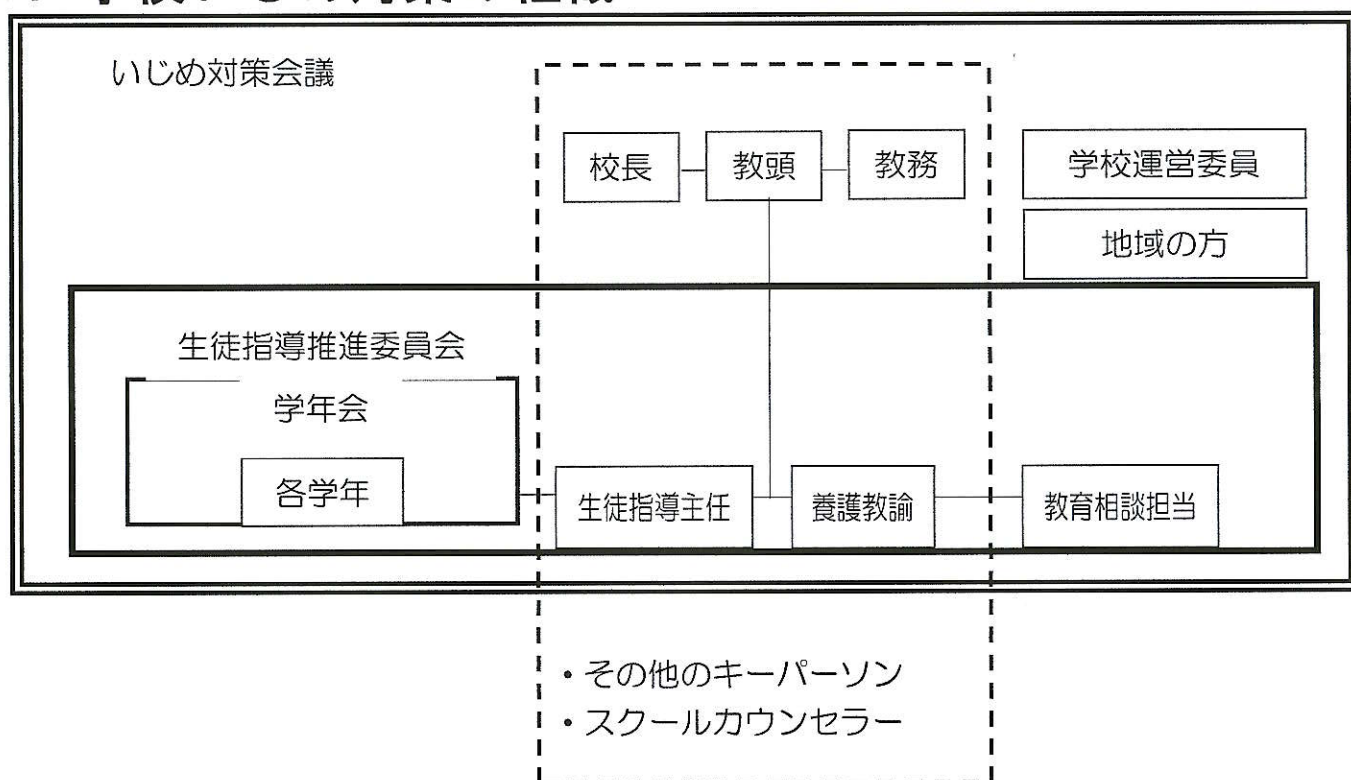 いじめ対策会議
校長
教頭
教務
学校運営委員
地域の方
生徒指導推進委員会
学年会
各学年
生徒指導主任
養護教諭
教育相談担当
・その他のキーパーソン
・スクールカウンセラー